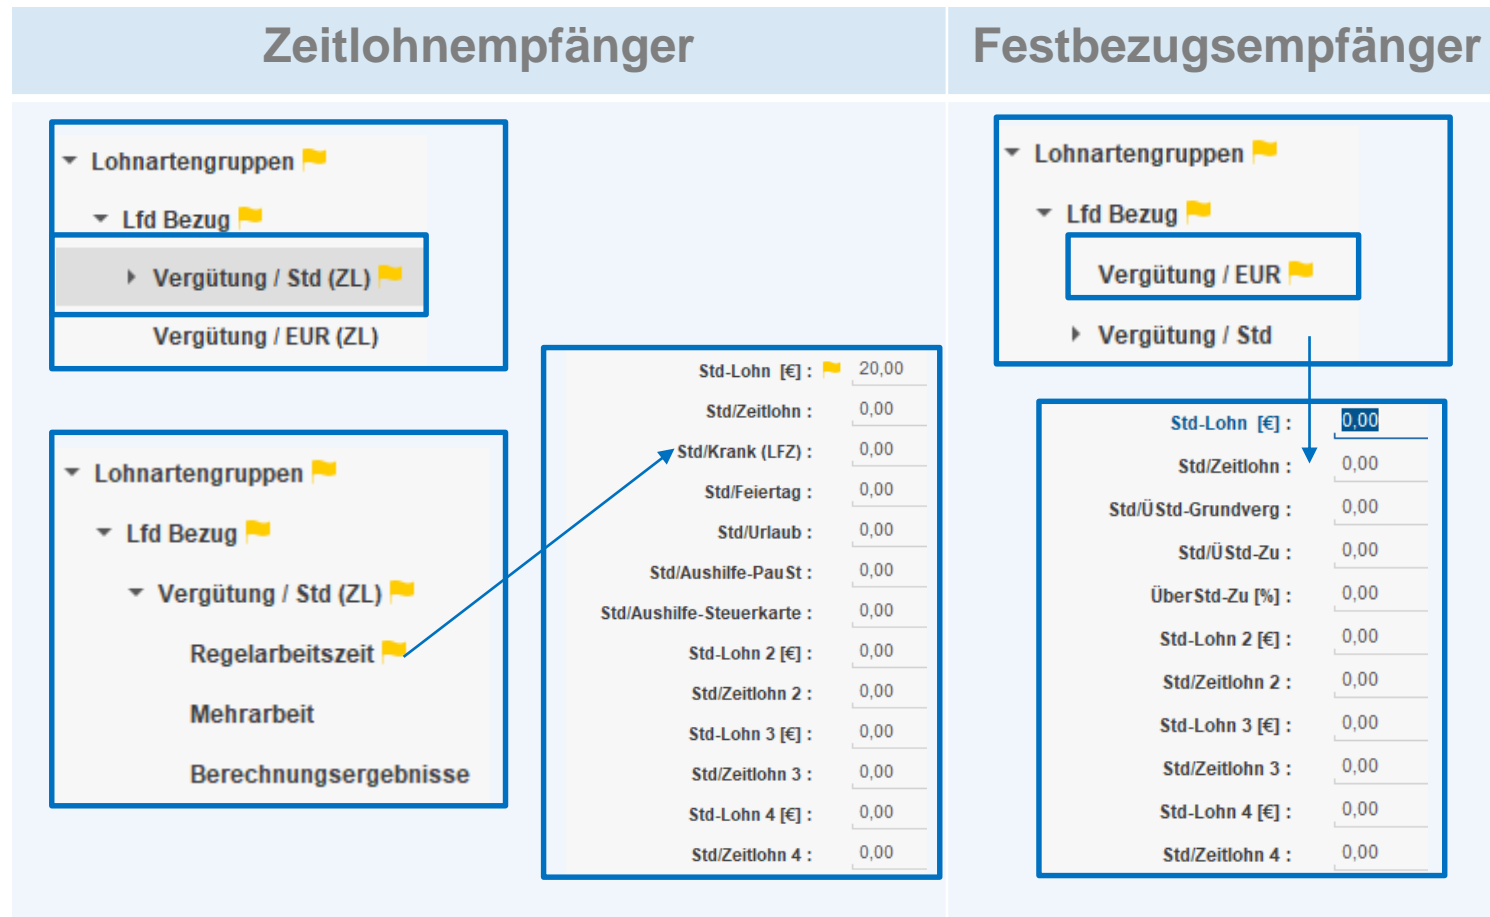 Zeitlohnempfänger
Lohnartengruppen
Lfd Bezug
Vergütung / Std (ZL)
Vergütung / EUR (ZL)
Lohnartengruppen
Lfd Bezug
Vergütung / Std (ZL)
Regelarbeitszeit
Mehrarbeit
Berechnungsergebnisse
Std-Lohn [€] : 20,00
Std/Zeitlohn : 0,00
Std/Krank (LFZ) : 0,00
Std/Feiertag : 0,00
Std/Urlaub : 0,00
Std/Aushilfe-PauSt : 0,00
Std/Aushilfe-Steuerkarte : 0,00
Std-Lohn 2 [€] : 0,00
Std/Zeitlohn 2 : 0,00
Std-Lohn 3 [€] : 0,00
Std/Zeitlohn 3 : 0,00
Std-Lohn 4 [€] : 0,00
Std/Zeitlohn 4 : 0,00
Festbezugsempfänger
Lohnartengruppen
Lfd Bezug
Vergütung / EUR
Vergütung / Std
Std-Lohn [€] : 0,00
Std/Zeitlohn : 0,00
Std/ÜStd-Grundverg : 0,00
Std/ÜStd-Zu : 0,00
ÜberStd-Zu [%] : 0,00
Std-Lohn 2 [€] : 0,00
Std/Zeitlohn 2 : 0,00
Std-Lohn 3 [€] : 0,00
Std/Zeitlohn 3 : 0,00
Std-Lohn 4 [€] : 0,00
Std/Zeitlohn 4 : 0,00